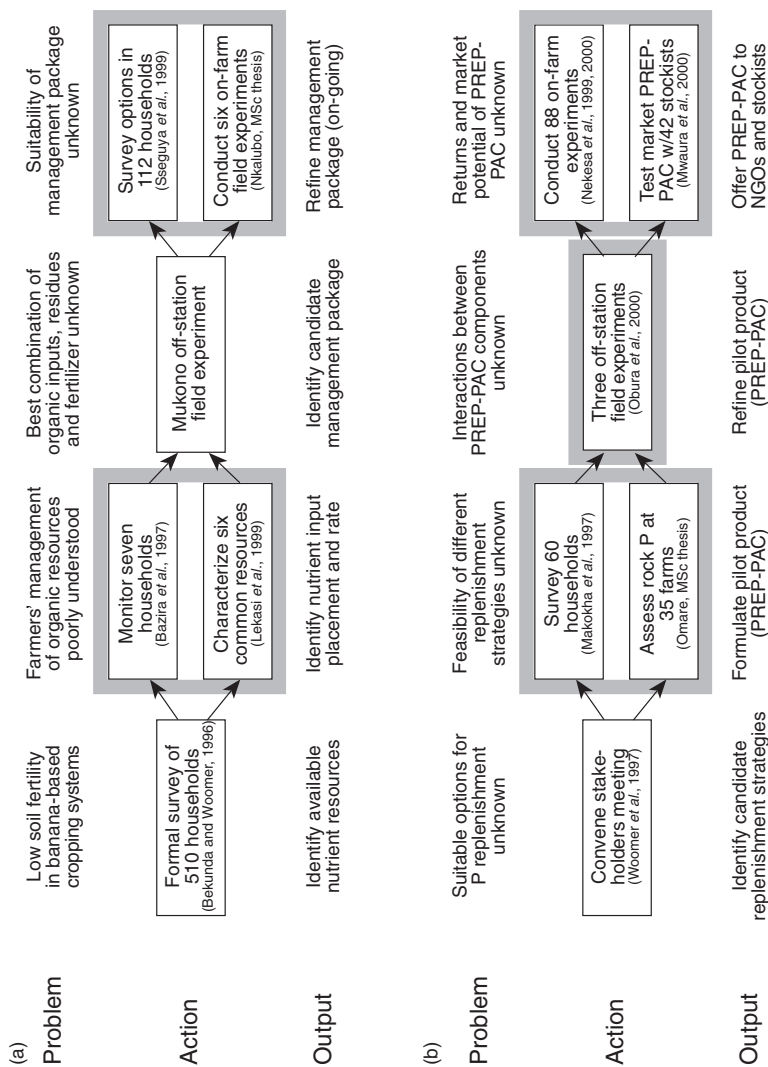 (a)
Problem
Low soil fertility
in banana-based
cropping systems
Farmers' management
of organic resources
poorly understood
Best combination of
organic inputs, residues
and fertilizer unknown
Suitability of
management package
unknown
Action
Formal survey of
510 households
(Bekunda and Woomer, 1996)
Monitor seven
households
(Bazira et al., 1997)
Characterize six
common resources
(Lekasi et al., 1999)
Mukono off-station
field experiment
Survey options in
112 households
(Sseguya et al., 1999)
Conduct six on-farm
field experiments
(Nkalubo, MSc thesis)
Output
Identify available
nutrient resources
Identify nutrient input
placement and rate
Identify candidate
management package
Refine management
package (on-going)
(b)
Problem
Suitable options for
P replenishment
unknown
Feasibility of different
replenishment
strategies unknown
Interactions between
PREP-PAC components
unknown
Returns and market
potential of PREP-
PAC unknown
Action
Convene stake-
holders meeting
(Woomer et al., 1997)
Survey 60
households
(Makokha et al., 1997)
Assess rock P at
35 farms
(Omare, MSc thesis)
Three off-station
field experiments
(Obura et al., 2000)
Conduct 88 on-farm
experiments
(Nekesa et al., 1999, 2000)
Test market PREP-
PAC w/42 stockists
(Mwaura et al., 2000)
Output
Identify candidate
replenishment strategies
Formulate pilot product
(PREP-PAC)
Refine pilot product
(PREP-PAC)
Offer PREP-PAC to
NGOs and stockists